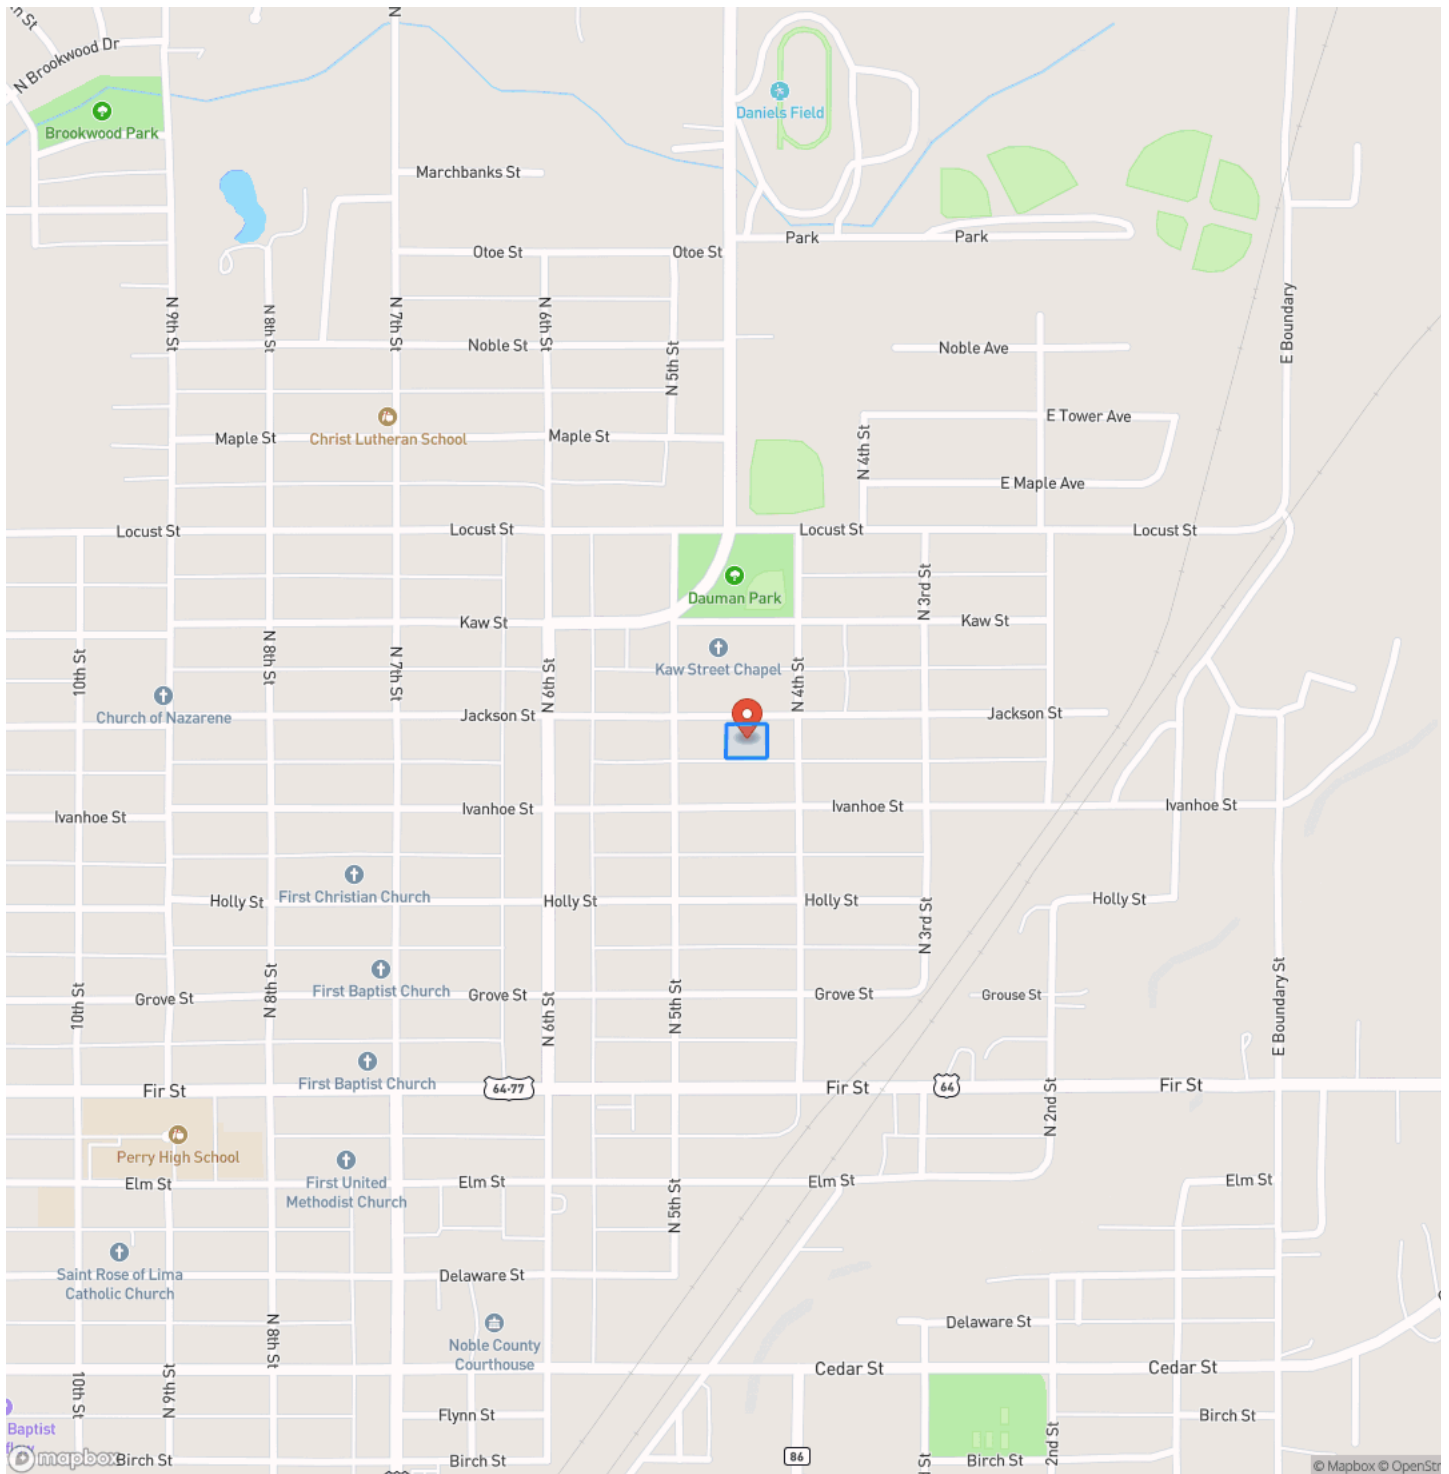 N
N Brookwood Dr
Brookwood Park
Daniels Field
Marchbanks St
Park
Park
Otoe St
Otoe St
N 9th St
N 8th St
N 7th St
N 6th St
E Boundary
Noble St
N 5th St
Noble Ave
E Tower Ave
Christ Lutheran School
Maple St
Maple St
N 4th St
E Maple Ave
Locust St
Locust St
Locust St
Locust St
Dauman Park
N 3rd St
Kaw St
Kaw St
10th St
N 8th St
N 7th St
N 6th St
Kaw Street Chapel
N 4th St
Church of Nazarene
Jackson St
Jackson St
Ivanhoe St
Ivanhoe St
Ivanhoe St
Ivanhoe St
First Christian Church
Holly St
Holly St
Holly St
Holly St
N 3rd St
10th St
N 8th St
First Baptist Church
Grove St
Grove St
Grove St
Grouse St
N 6th St
N 5th St
E Boundary St
First Baptist Church
Fir St
64-77
Fir St
64
Fir St
N 2nd St
Perry High School
Elm St
First United
Methodist Church
Elm St
Elm St
Elm St
N 5th St
Saint Rose of Lima
Catholic Church
Delaware St
Noble County
Courthouse
Delaware St
N 8th St
10th St
N 9th St
Cedar St
Cedar St
Baptist
Flynn St
Birch St
2nd St
mapbox
Birch St
Birch St
86
Birch St
© Mapbox © OpenStr